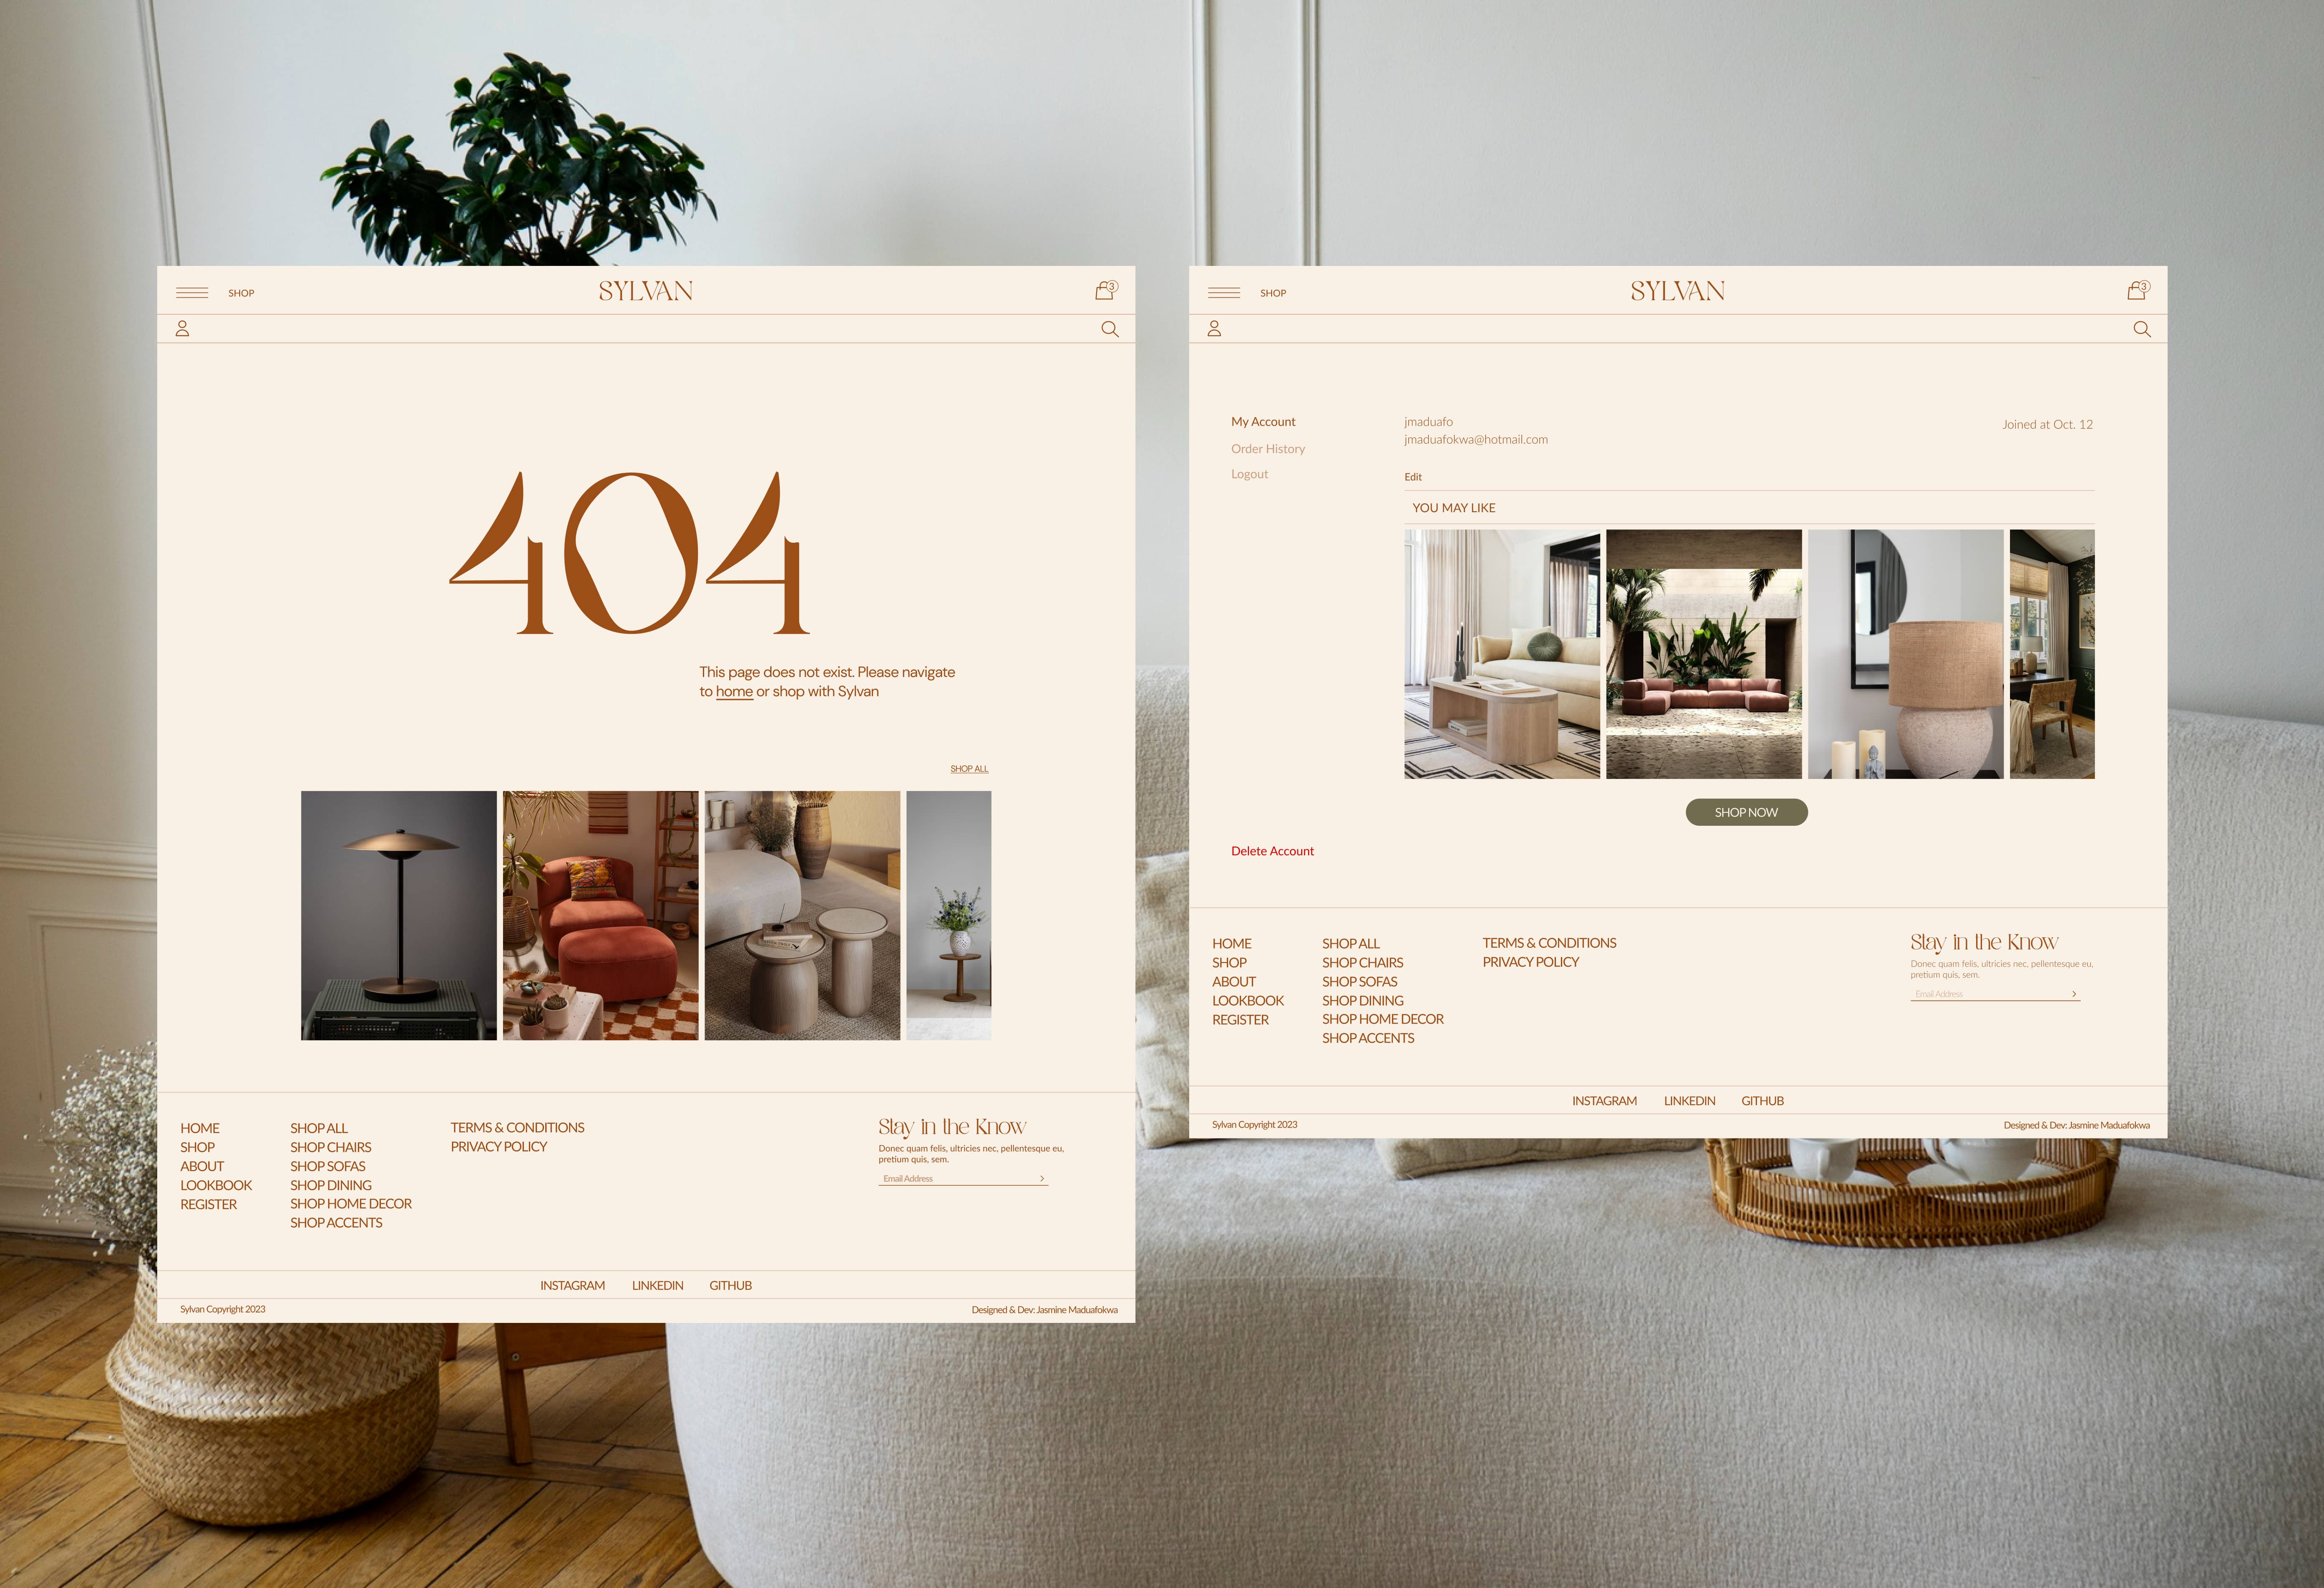 SHOP
SYLVAN
3
404
This page does not exist. Please navigate
to home or shop with Sylvan
SHOP ALL
HOME
SHOP
ABOUT
LOOKBOOK
REGISTER
SHOP ALL
SHOP CHAIRS
SHOP SOFAS
SHOP DINING
SHOP HOME DECOR
SHOP ACCENTS
TERMS & CONDITIONS
PRIVACY POLICY
Stay in the Know
Donec quam felis, ultricies nec, pellentesque eu,
pretium quis, sem.
Email Address
INSTAGRAM
LINKEDIN
GITHUB
Sylvan Copyright 2023
Designed & Dev: Jasmine Maduafokwa
SHOP
SYLVAN
3
My Account
Order History
Logout
jmaduafo
jmaduafokwa@hotmail.com
Joined at Oct. 12
Edit
YOU MAY LIKE
SHOP NOW
Delete Account
HOME
SHOP
ABOUT
LOOKBOOK
REGISTER
SHOP ALL
SHOP CHAIRS
SHOP SOFAS
SHOP DINING
SHOP HOME DECOR
SHOP ACCENTS
TERMS & CONDITIONS
PRIVACY POLICY
Stay in the Know
Donec quam felis, ultricies nec, pellentesque eu,
pretium quis, sem.
Email Address
INSTAGRAM
LINKEDIN
GITHUB
Sylvan Copyright 2023
Designed & Dev: Jasmine Maduafokwa